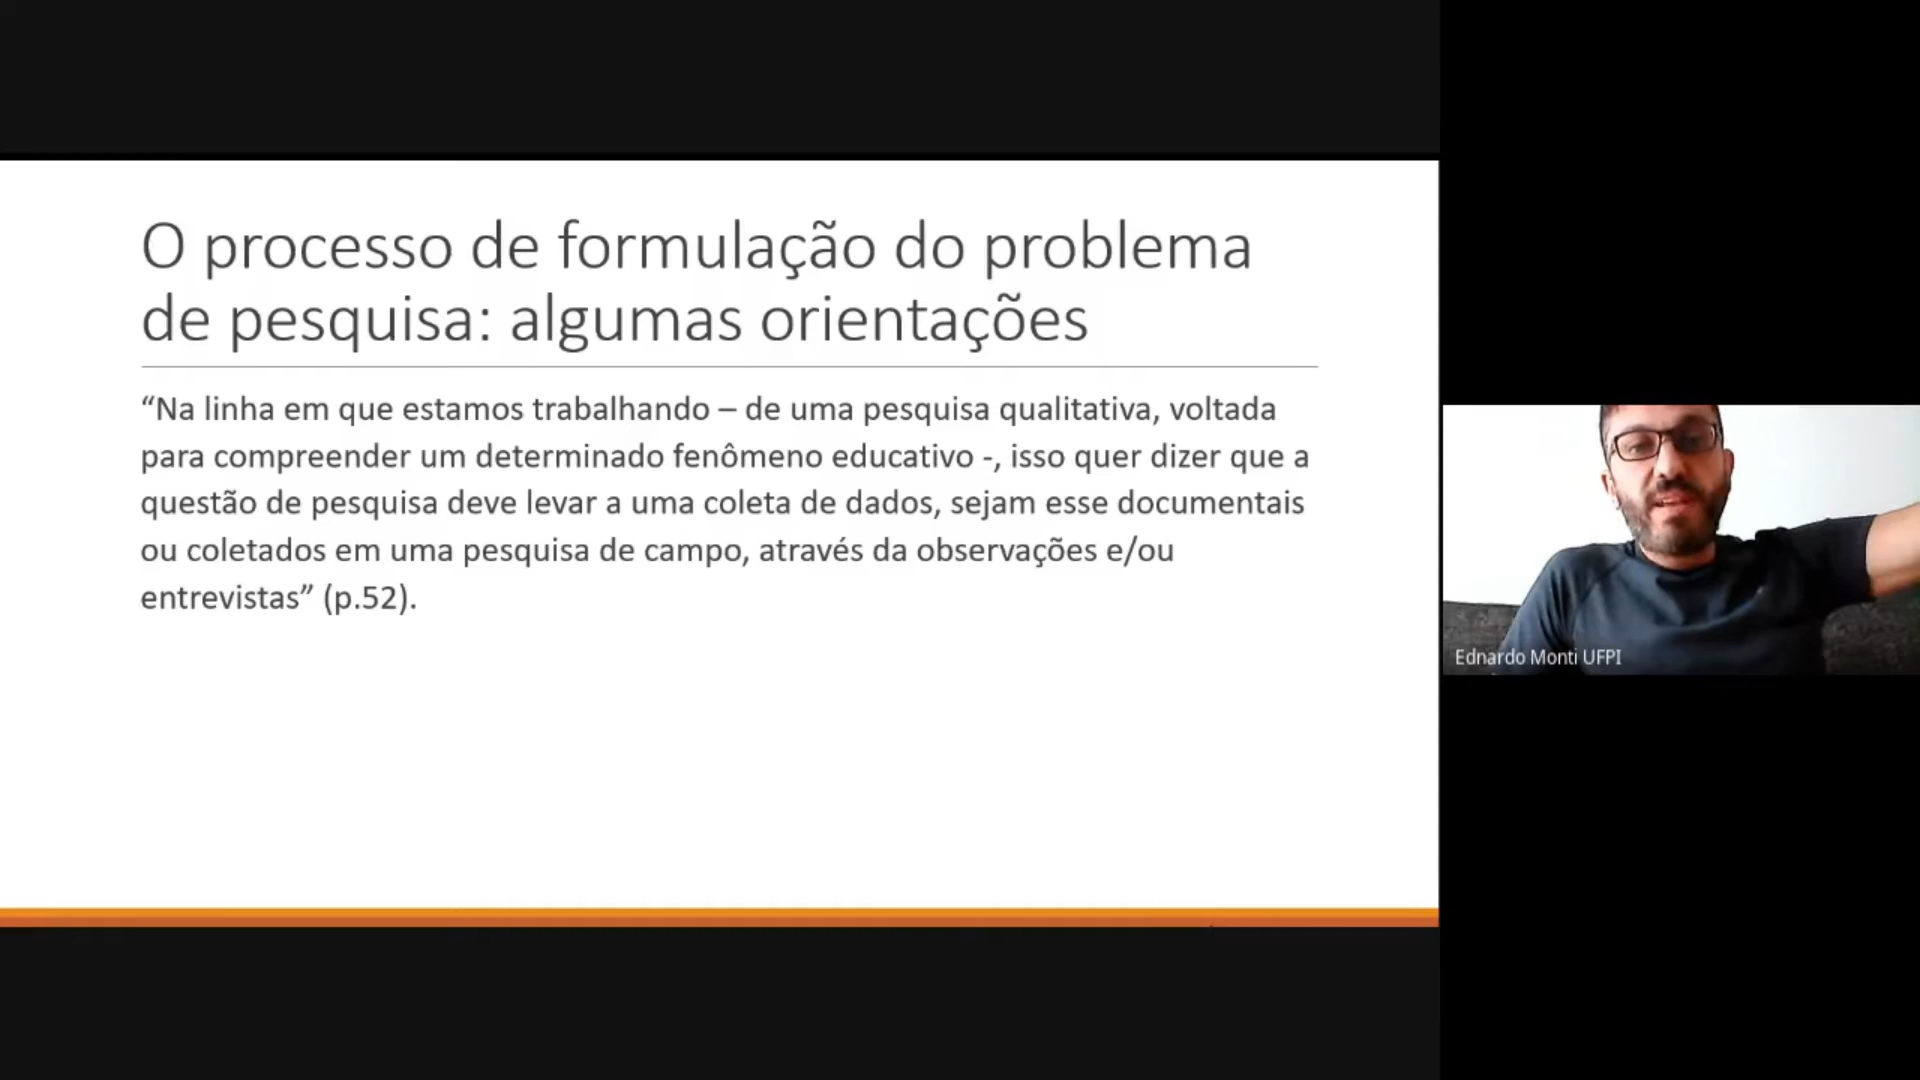 O processo de formulação do problema
de pesquisa: algumas orientações
“Na linha em que estamos trabalhando – de uma pesquisa qualitativa, voltada
para compreender um determinado fenômeno educativo -, isso quer dizer que a
questão de pesquisa deve levar a uma coleta de dados, sejam esse documentais
ou coletados em uma pesquisa de campo, através da observações e/ou
entrevistas” (p.52).
Ednardo Monti UFPI